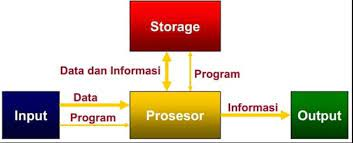 Storage
Data dan Informasi
Program
Data
Informasi
Input
Program
Prosesor
Output